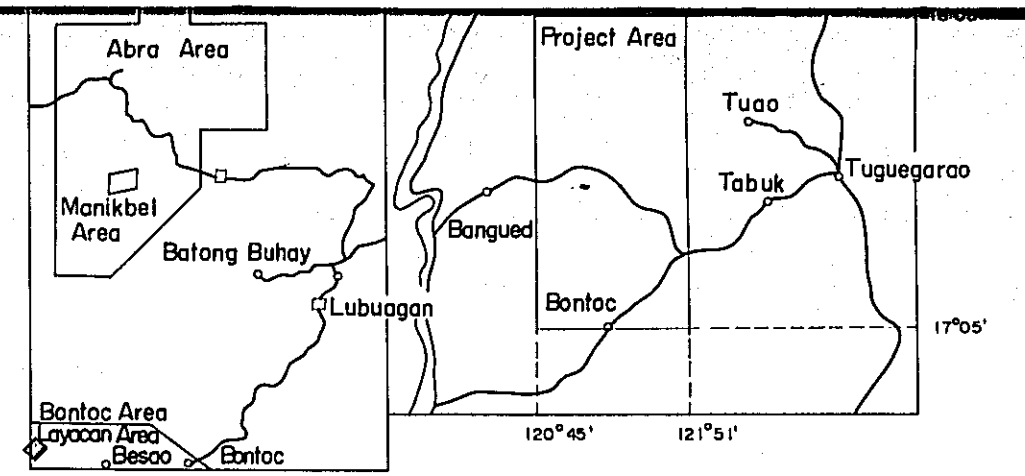 Abra Area
Manikbel
Area
Batong Buhay
Lubuagan
Bontoc Area
Layacan Area
Besao
Bontoc
Project Area
Tuao
Tuguegarao
Tabuk
Bangued
Bontoc
17°05'
120°45'
121°51'